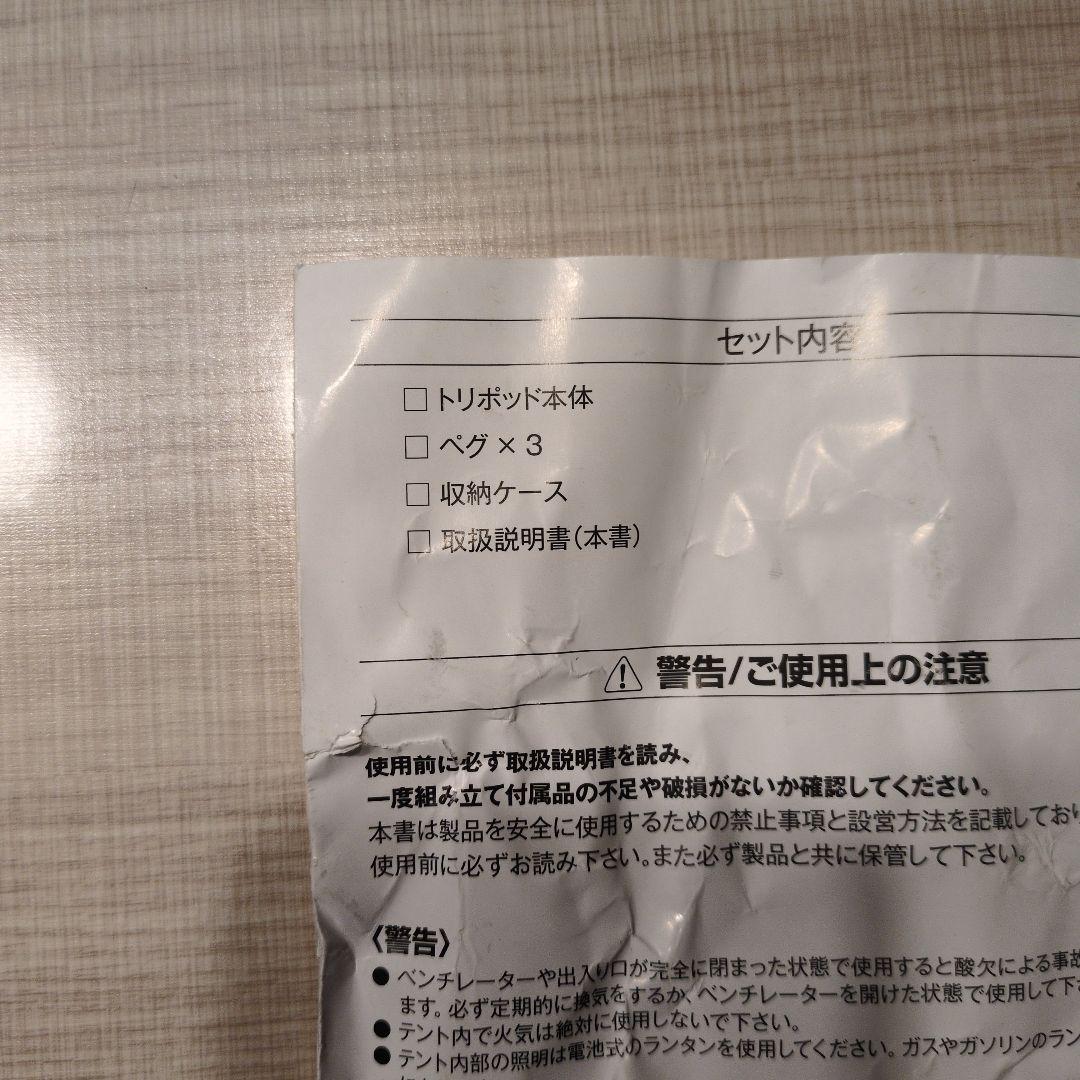 セット内容
□ トリポッド本体
□ ペグ × 3
□ 収納ケース
□ 取扱説明書(本書)
⚠ 警告/ご使用上の注意
使用前に必ず取扱説明書を読み、
一度組み立て付属品の不足や破損がないか確認してください。
本書は製品を安全に使用するための禁止事項と設営方法を記載しており
使用前に必ずお読み下さい。また必ず製品と共に保管して下さい。
〈警告〉
● ベンチレーターや出入り口が完全に閉まった状態で使用すると酸欠による事故
ます。必ず定期的に換気をするか、ベンチレーターを開けた状態で使用して下さ
● テント内で火気は絶対に使用しないで下さい。
● テント内部の照明は電池式のランタンを使用してください。ガスやガソリンのラン